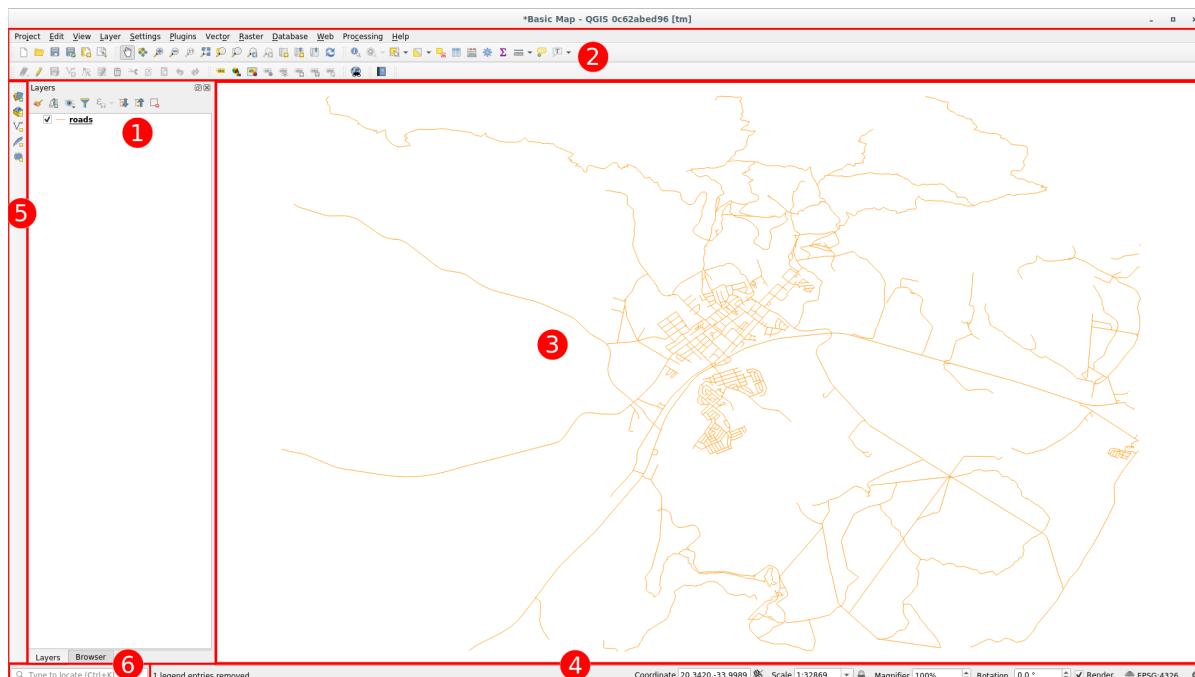 *Basic Map - QGIS 0c62abed96 [tm]
Project Edit View Layer Settings Plugins Vector Raster Database Web Processing Help
2
Layers
roads
1
5
3
Layers Browser
6
4
Type to locate (Ctrl+K)
1 legend entries removed
Coordinate 20.3420,-33.9989 Scale 1:32869 Magnifier 100% Rotation 0.0 ° Render EPSG:4326